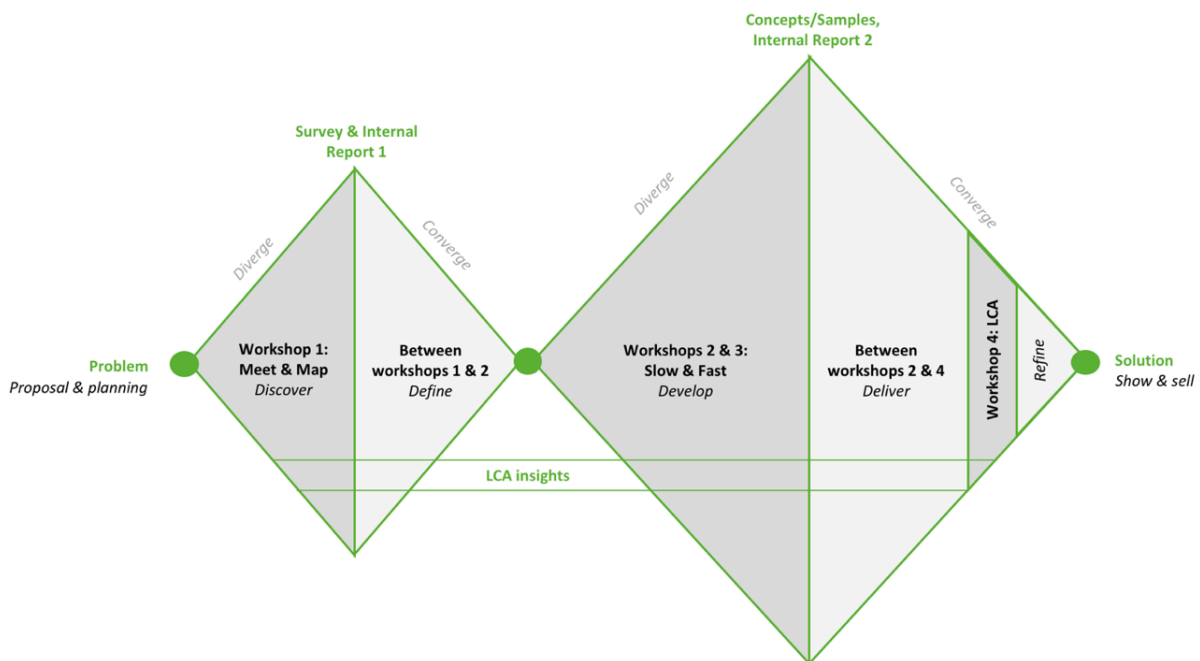 Concepts/Samples,
Internal Report 2
Survey & Internal
Report 1
Diverge
Converge
Diverge
Converge
Problem
Proposal & planning
Workshop 1:
Meet & Map
Discover
Between
workshops 1 & 2
Define
Workshops 2 & 3:
Slow & Fast
Develop
Between
workshops 2 & 4
Deliver
Workshop 4: LCA
Refine
Solution
Show & sell
LCA insights